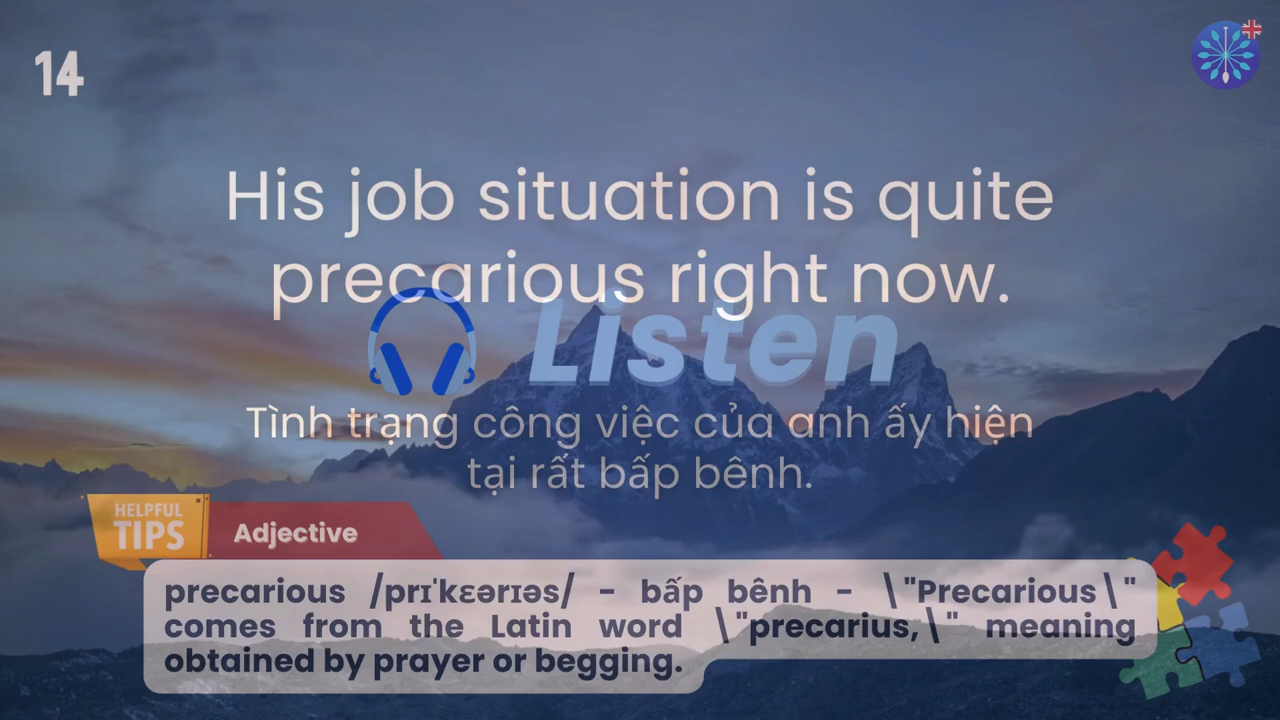 14
His job situation is quite
precarious right now.
Listen
Tình trạng công việc của anh ấy hiện
tại rất bấp bênh.
HELPFUL
TIPS
Adjective
precarious /prɪˈkɛərɪəs/ - bấp bênh - \"Precarious\"
comes from the Latin word \"precarius,\" meaning
obtained by prayer or begging.